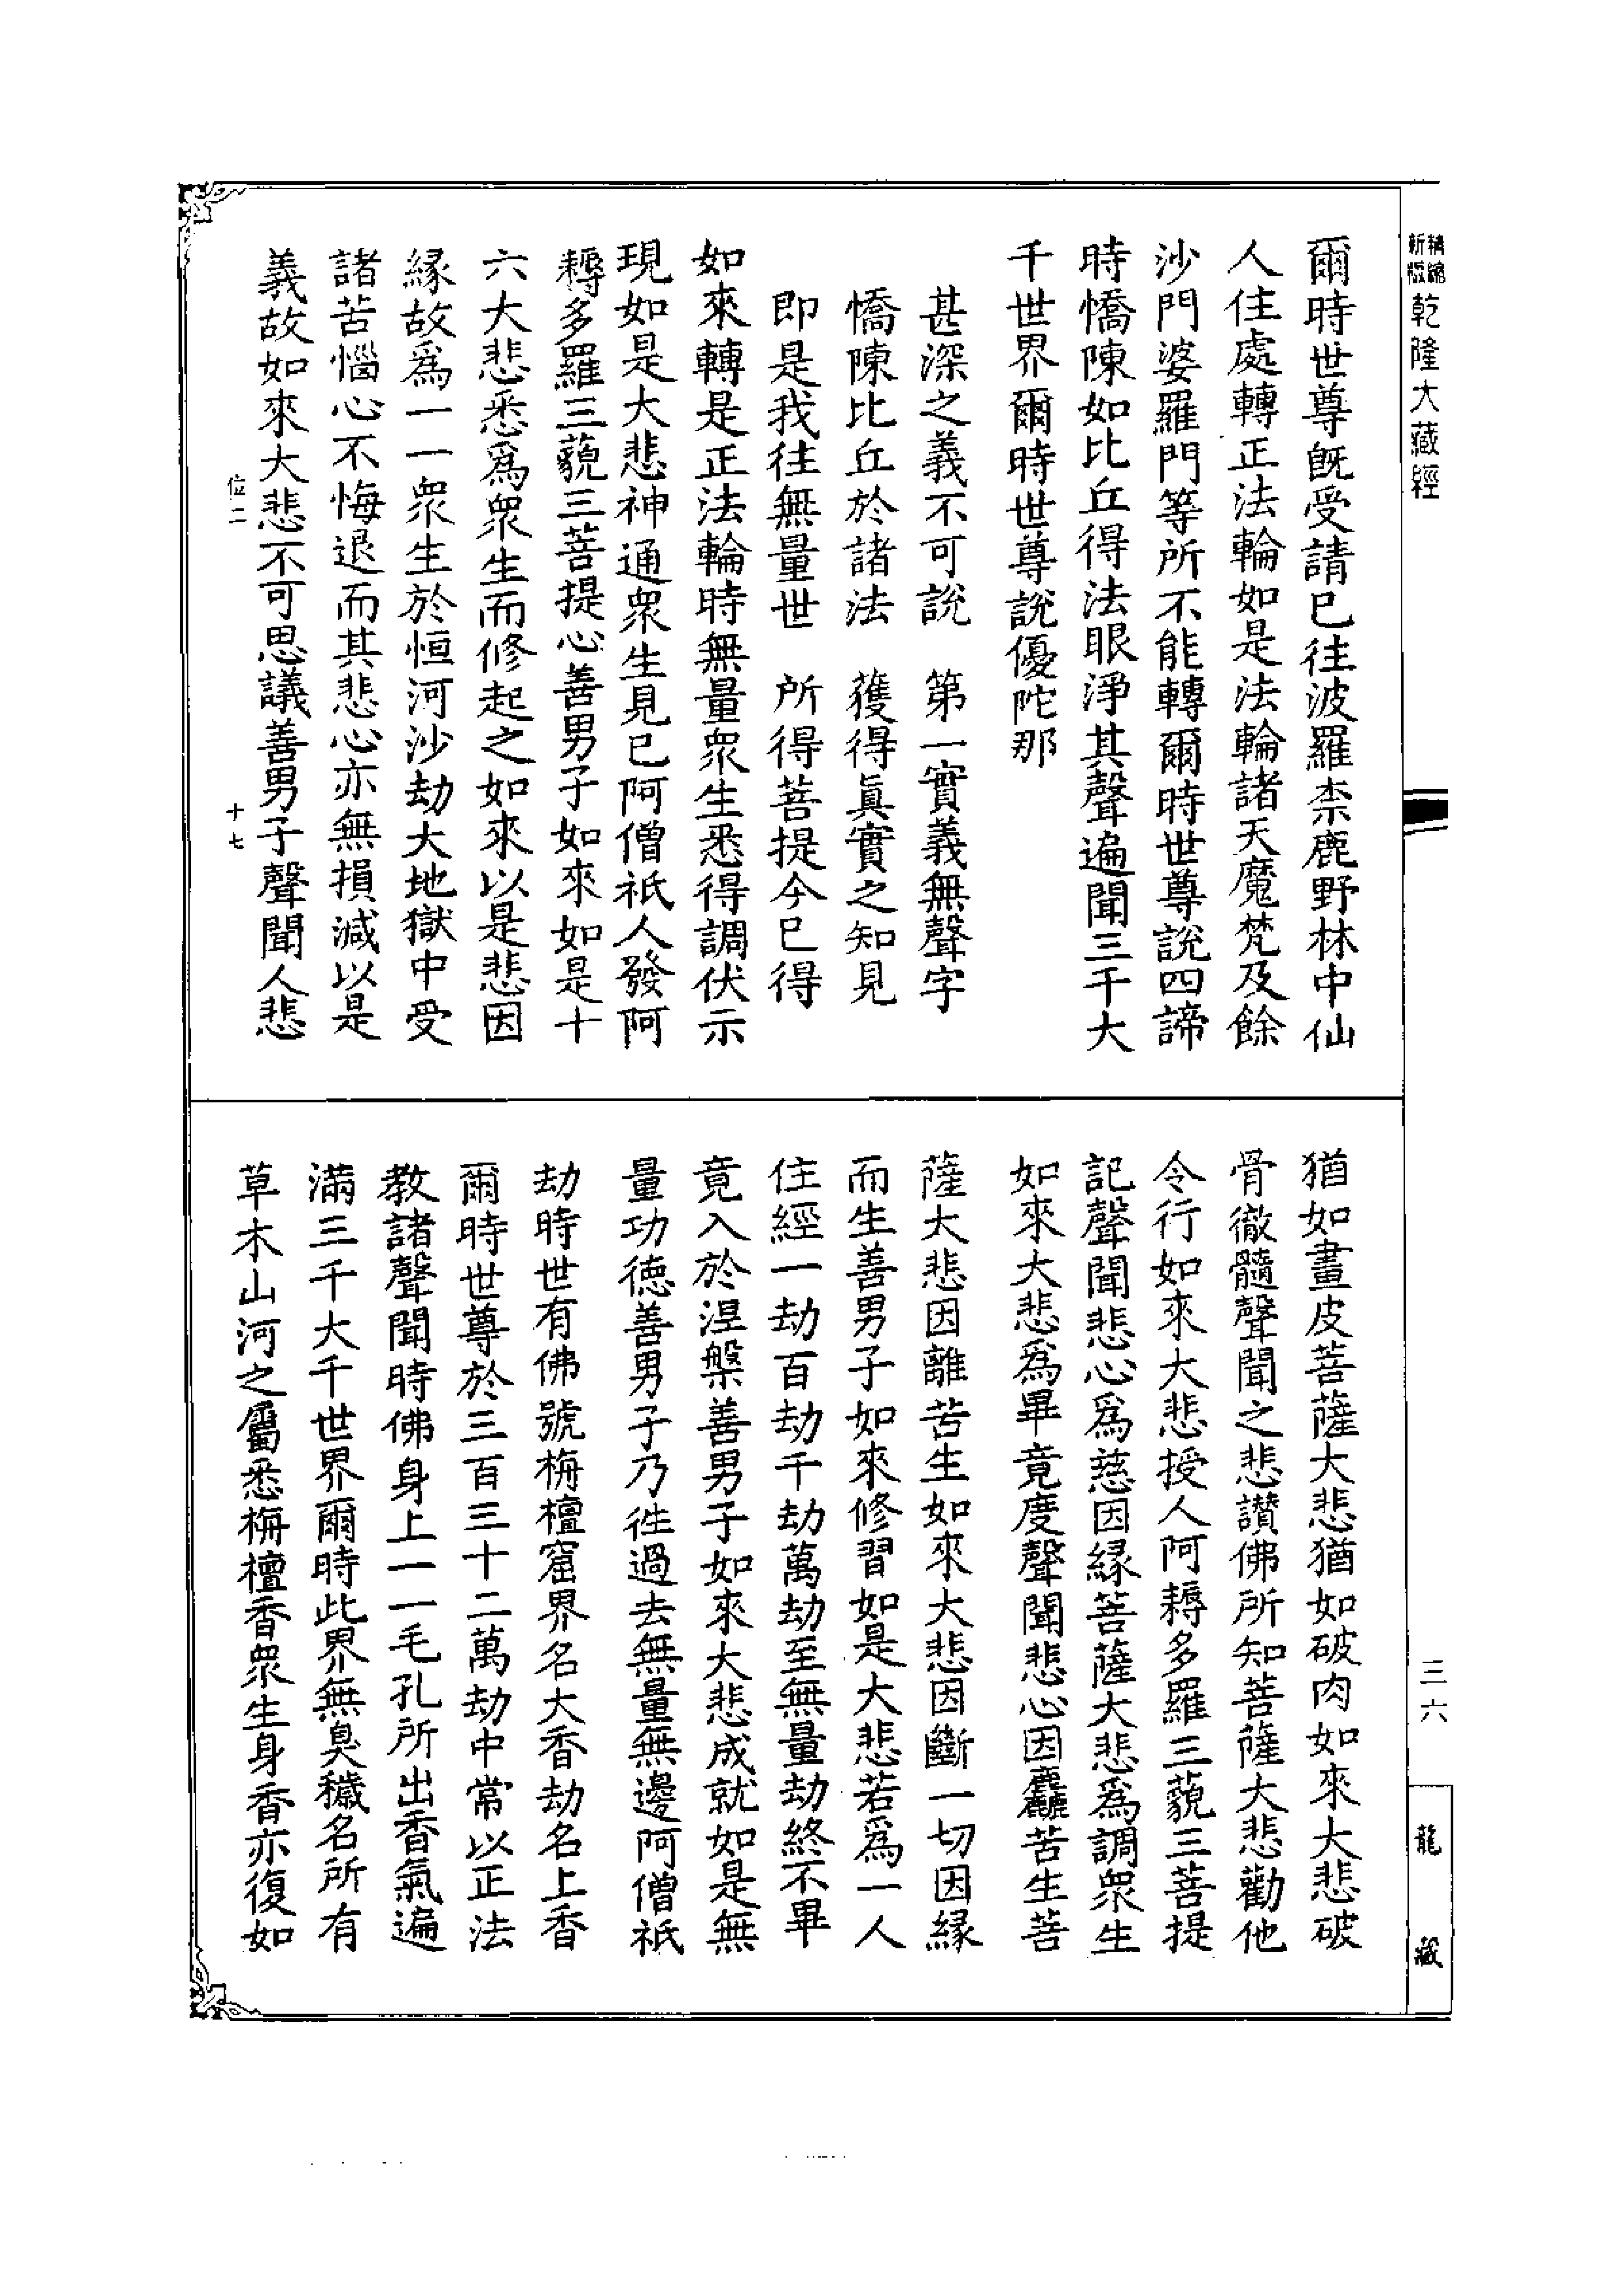 新編縮版乾隆大藏經
爾時世尊旣受請已往波羅柰鹿野林中仙
人住處轉正法輪如是法輪諸天魔梵及餘
沙門婆羅門等所不能轉爾時世尊說四諦
時憍陳如比丘得法眼淨其聲遍聞三千大
千世界爾時世尊說優陀那
甚深之義不可說　第一實義無聲字
憍陳比丘於諸法　獲得眞實之知見
即是我往無量世　所得菩提今已得
如來轉是正法輪時無量衆生悉得調伏示
現如是大悲神通衆生見已阿僧祇人發阿
耨多羅三藐三菩提心善男子如來如是十
六大悲悉爲衆生而修起之如來以是悲因
緣故爲一一衆生於恒河沙劫大地獄中受
諸苦惱心不悔退而其悲心亦無損減以是
義故如來大悲不可思議善男子聲聞人悲
位二
十七
猶如畫皮菩薩大悲猶如破肉如來大悲破
骨徹髓聲聞之悲讚佛所知菩薩大悲勸他
令行如來大悲授人阿耨多羅三藐三菩提
記聲聞悲心爲慈因緣菩薩大悲爲調衆生
如來大悲爲畢竟度聲聞悲心因麤苦生菩
薩大悲因離苦生如來大悲因斷一切因緣
而生善男子如來修習如是大悲若爲一人
住經一劫百劫千劫萬劫至無量劫終不畢
竟入於涅槃善男子如來大悲成就如是無
量功德善男子乃徃過去無量無邊阿僧祇
劫時世有佛號栴檀窟界名大香劫名上香
爾時世尊於三百三十二萬劫中常以正法
教諸聲聞時佛身上一一毛孔所出香氣遍
滿三千大千世界爾時此界無臭穢名所有
草木山河之屬悉栴檀香衆生身香亦復如
三六
龍藏